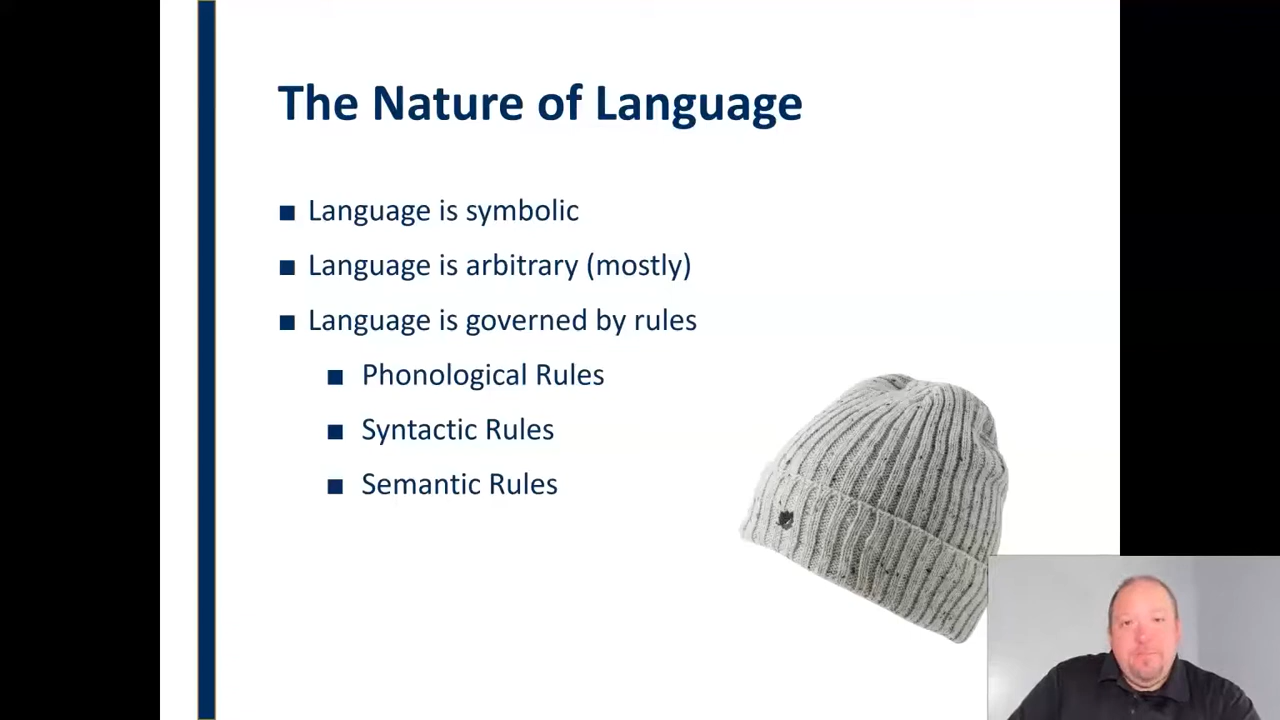 The Nature of Language
■ Language is symbolic
■ Language is arbitrary (mostly)
■ Language is governed by rules
■ Phonological Rules
■ Syntactic Rules
■ Semantic Rules